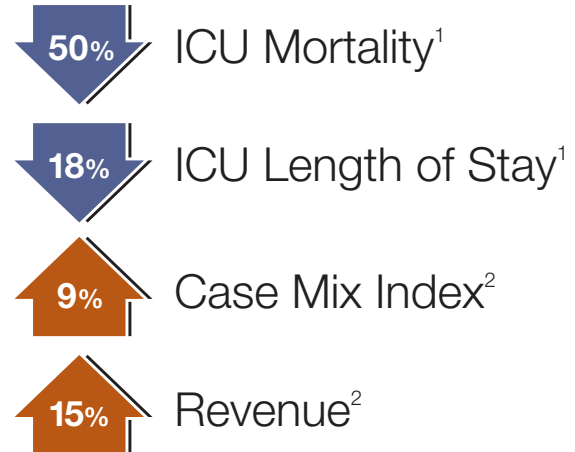 50% ICU Mortality¹
18% ICU Length of Stay¹
9% Case Mix Index²
15% Revenue²